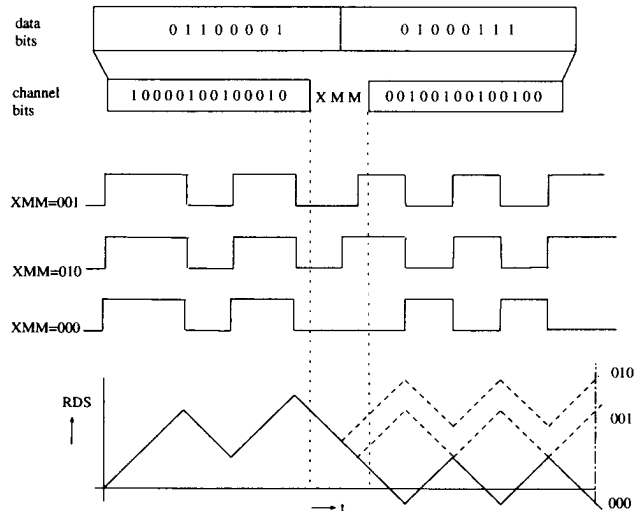 data bits
0 1 1 0 0 0 0 1
0 1 0 0 0 1 1 1
channel bits
10000100100010
X M M
00100100100100
XMM=001
XMM=010
XMM=000
RDS
010
001
000
t